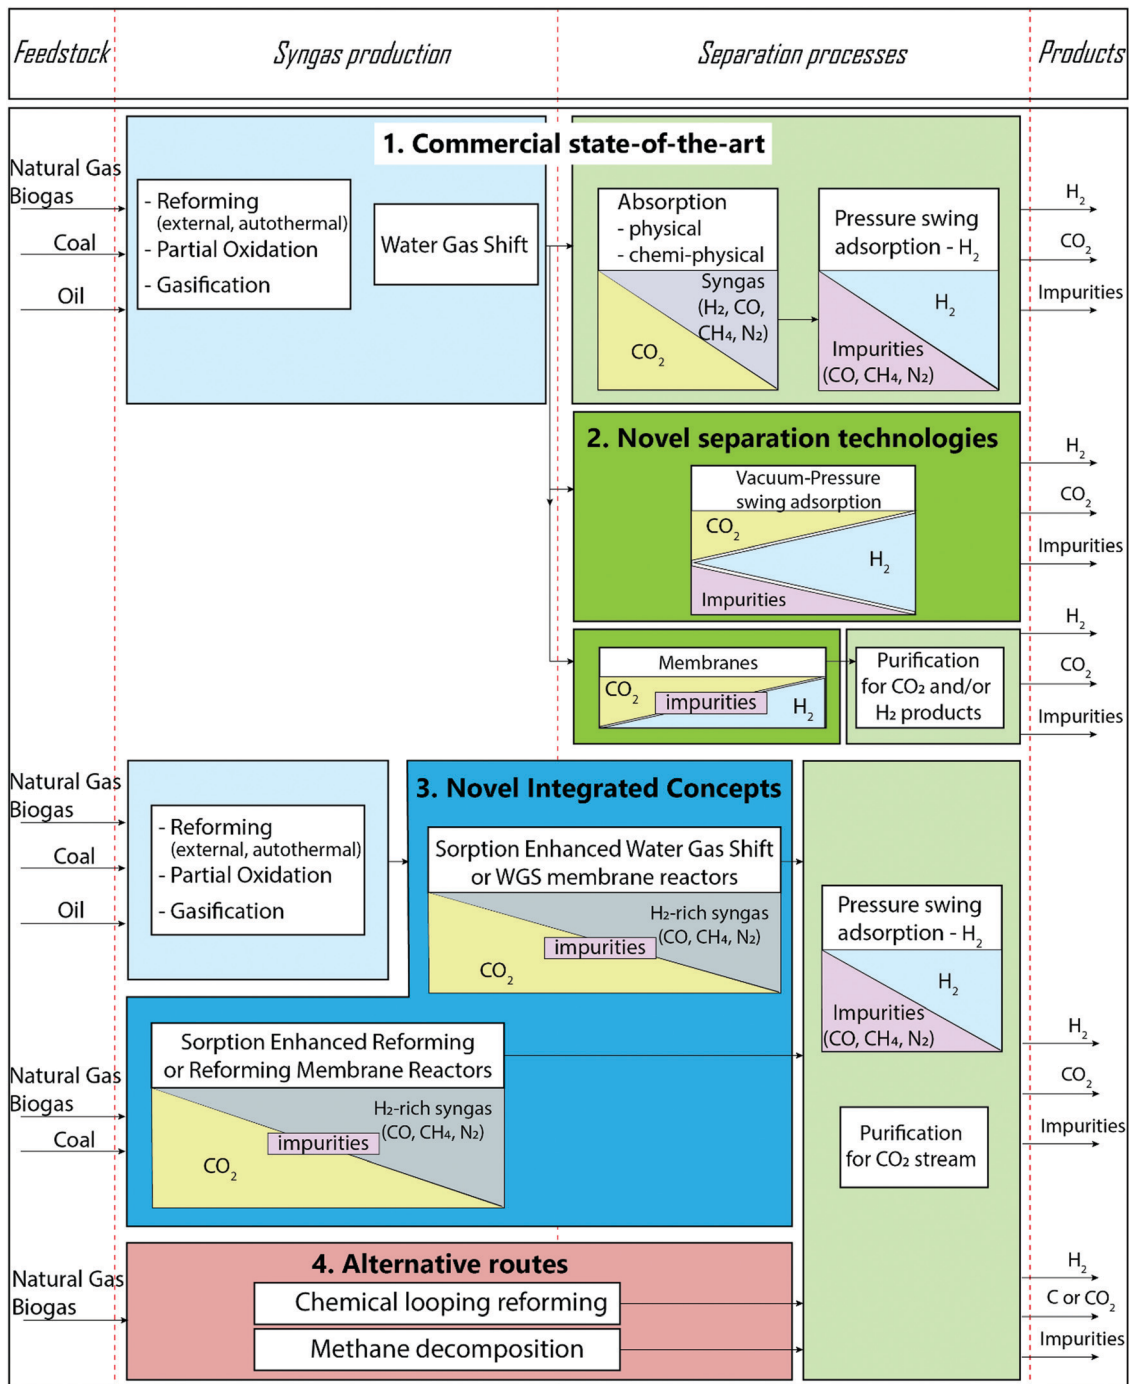 Feedstock
Syngas production
Separation processes
Products
1. Commercial state-of-the-art
Natural Gas
Biogas
Coal
Oil
- Reforming
(external, autothermal)
- Partial Oxidation
- Gasification
Water Gas Shift
Absorption
- physical
- chemi-physical
Syngas
(H₂, CO,
CH₄, N₂)
CO₂
Pressure swing
adsorption - H₂
H₂
Impurities
(CO, CH₄, N₂)
H₂
CO₂
Impurities
2. Novel separation technologies
Vacuum-Pressure
swing adsorption
CO₂
H₂
Impurities
H₂
CO₂
Impurities
Membranes
CO₂
impurities
H₂
Purification
for CO₂ and/or
H₂ products
H₂
CO₂
Impurities
3. Novel Integrated Concepts
Natural Gas
Biogas
Coal
Oil
- Reforming
(external, autothermal)
- Partial Oxidation
- Gasification
Sorption Enhanced Water Gas Shift
or WGS membrane reactors
H₂-rich syngas
(CO, CH₄, N₂)
impurities
CO₂
Pressure swing
adsorption - H₂
H₂
Impurities
(CO, CH₄, N₂)
Natural Gas
Biogas
Coal
Sorption Enhanced Reforming
or Reforming Membrane Reactors
H₂-rich syngas
(CO, CH₄, N₂)
impurities
CO₂
Purification
for CO₂ stream
H₂
CO₂
Impurities
4. Alternative routes
Natural Gas
Biogas
Chemical looping reforming
Methane decomposition
H₂
C or CO₂
Impurities